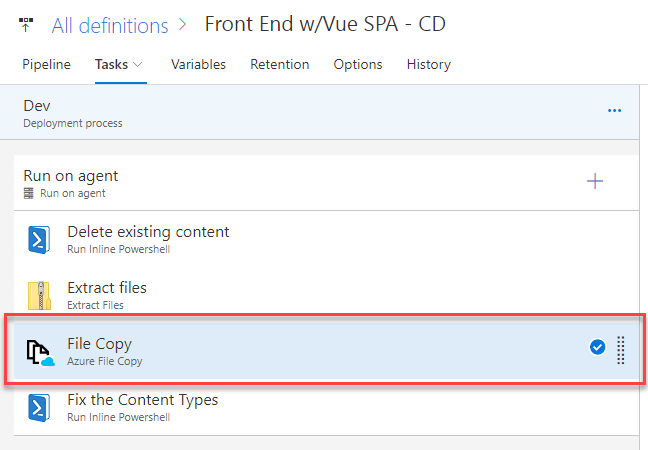 All definitions > Front End w/Vue SPA - CD
Pipeline Tasks Variables Retention Options History
Dev
Deployment process
Run on agent
Run on agent
Delete existing content
Run Inline Powershell
Extract files
Extract Files
File Copy
Azure File Copy
Fix the Content Types
Run Inline Powershell